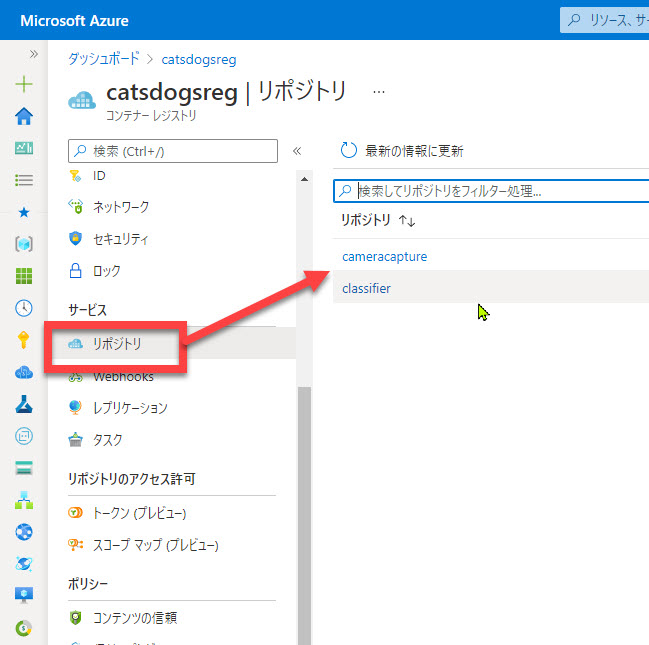 Microsoft Azure
リソース、サー
ダッシュボード > catsdogsreg
catsdogsreg | リポジトリ ...
コンテナー レジストリ
検索 (Ctrl+/)
ID
ネットワーク
セキュリティ
ロック
サービス
リポジトリ
Webhooks
レプリケーション
タスク
リポジトリのアクセス許可
トークン (プレビュー)
スコープ マップ (プレビュー)
ポリシー
コンテンツの信頼
最新の情報に更新
検索してリポジトリをフィルター処理...
リポジトリ ↑↓
cameracapture
classifier